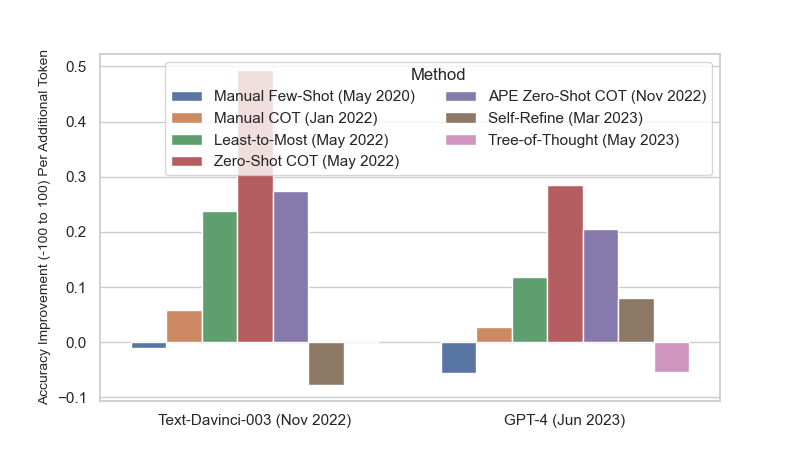 Accuracy Improvement (-100 to 100) Per Additional Token
0.5
0.4
0.3
0.2
0.1
0.0
−0.1
Method
Manual Few-Shot (May 2020)
Manual COT (Jan 2022)
Least-to-Most (May 2022)
Zero-Shot COT (May 2022)
APE Zero-Shot COT (Nov 2022)
Self-Refine (Mar 2023)
Tree-of-Thought (May 2023)
Text-Davinci-003 (Nov 2022)
GPT-4 (Jun 2023)